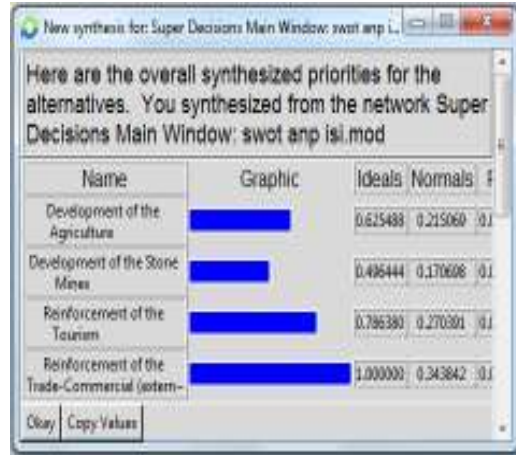 New synthesis for: Super Decisions Main Window: swot anp i...
Here are the overall synthesized priorities for the
alternatives. You synthesized from the network Super
Decisions Main Window: swot anp isi.mod
Name Graphic Ideals Normals
Development of the
Agriculture
0.625488 0.215069
Development of the Stone
Mines
0.496444 0.170698
Reinforcement of the
Tourism
0.786380 0.270391
Reinforcement of the
Trade-Commercial (extern~
1.000000 0.343842
Okay Copy Values